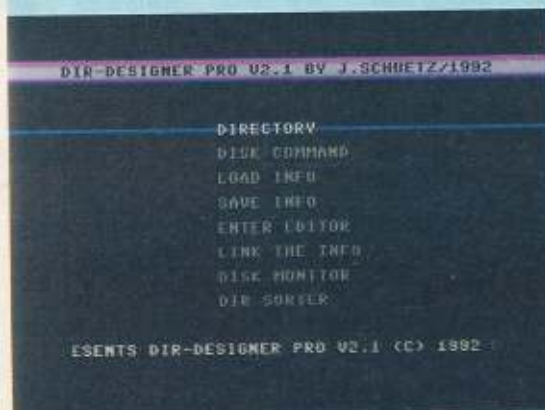 DIR-DESIGNER PRO V2.1 BY J.SCHUETZ/1992
DIRECTORY
DISK COMMAND
LOAD INFO
SAVE INFO
ENTER EDITOR
LINK THE INFO
DISK MONITOR
DIR SORTER
ESENTS DIR-DESIGNER PRO V2.1 (C) 1992